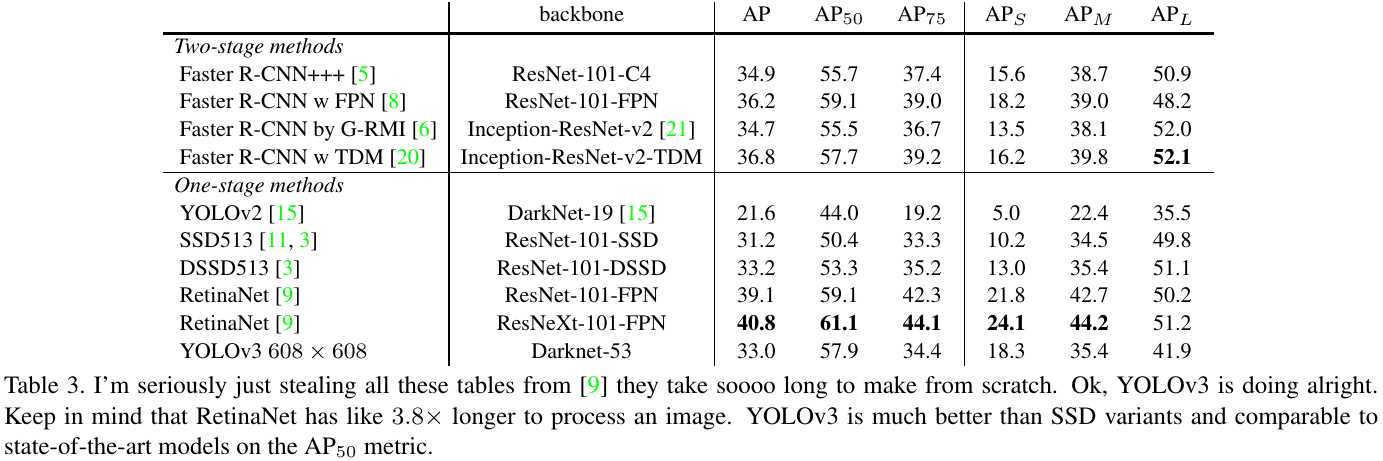 backbone AP AP50 AP75 APS APM APL
Two-stage methods
Faster R-CNN+++ [5] ResNet-101-C4 34.9 55.7 37.4 15.6 38.7 50.9
Faster R-CNN w FPN [8] ResNet-101-FPN 36.2 59.1 39.0 18.2 39.0 48.2
Faster R-CNN by G-RMI [6] Inception-ResNet-v2 [21] 34.7 55.5 36.7 13.5 38.1 52.0
Faster R-CNN w TDM [20] Inception-ResNet-v2-TDM 36.8 57.7 39.2 16.2 39.8 52.1
One-stage methods
YOLOv2 [15] DarkNet-19 [15] 21.6 44.0 19.2 5.0 22.4 35.5
SSD513 [11, 3] ResNet-101-SSD 31.2 50.4 33.3 10.2 34.5 49.8
DSSD513 [3] ResNet-101-DSSD 33.2 53.3 35.2 13.0 35.4 51.1
RetinaNet [9] ResNet-101-FPN 39.1 59.1 42.3 21.8 42.7 50.2
RetinaNet [9] ResNeXt-101-FPN 40.8 61.1 44.1 24.1 44.2 51.2
YOLOv3 608 × 608 Darknet-53 33.0 57.9 34.4 18.3 35.4 41.9
Table 3. I'm seriously just stealing all these tables from [9] they take soooo long to make from scratch. Ok, YOLOv3 is doing alright.
Keep in mind that RetinaNet has like 3.8× longer to process an image. YOLOv3 is much better than SSD variants and comparable to
state-of-the-art models on the AP50 metric.